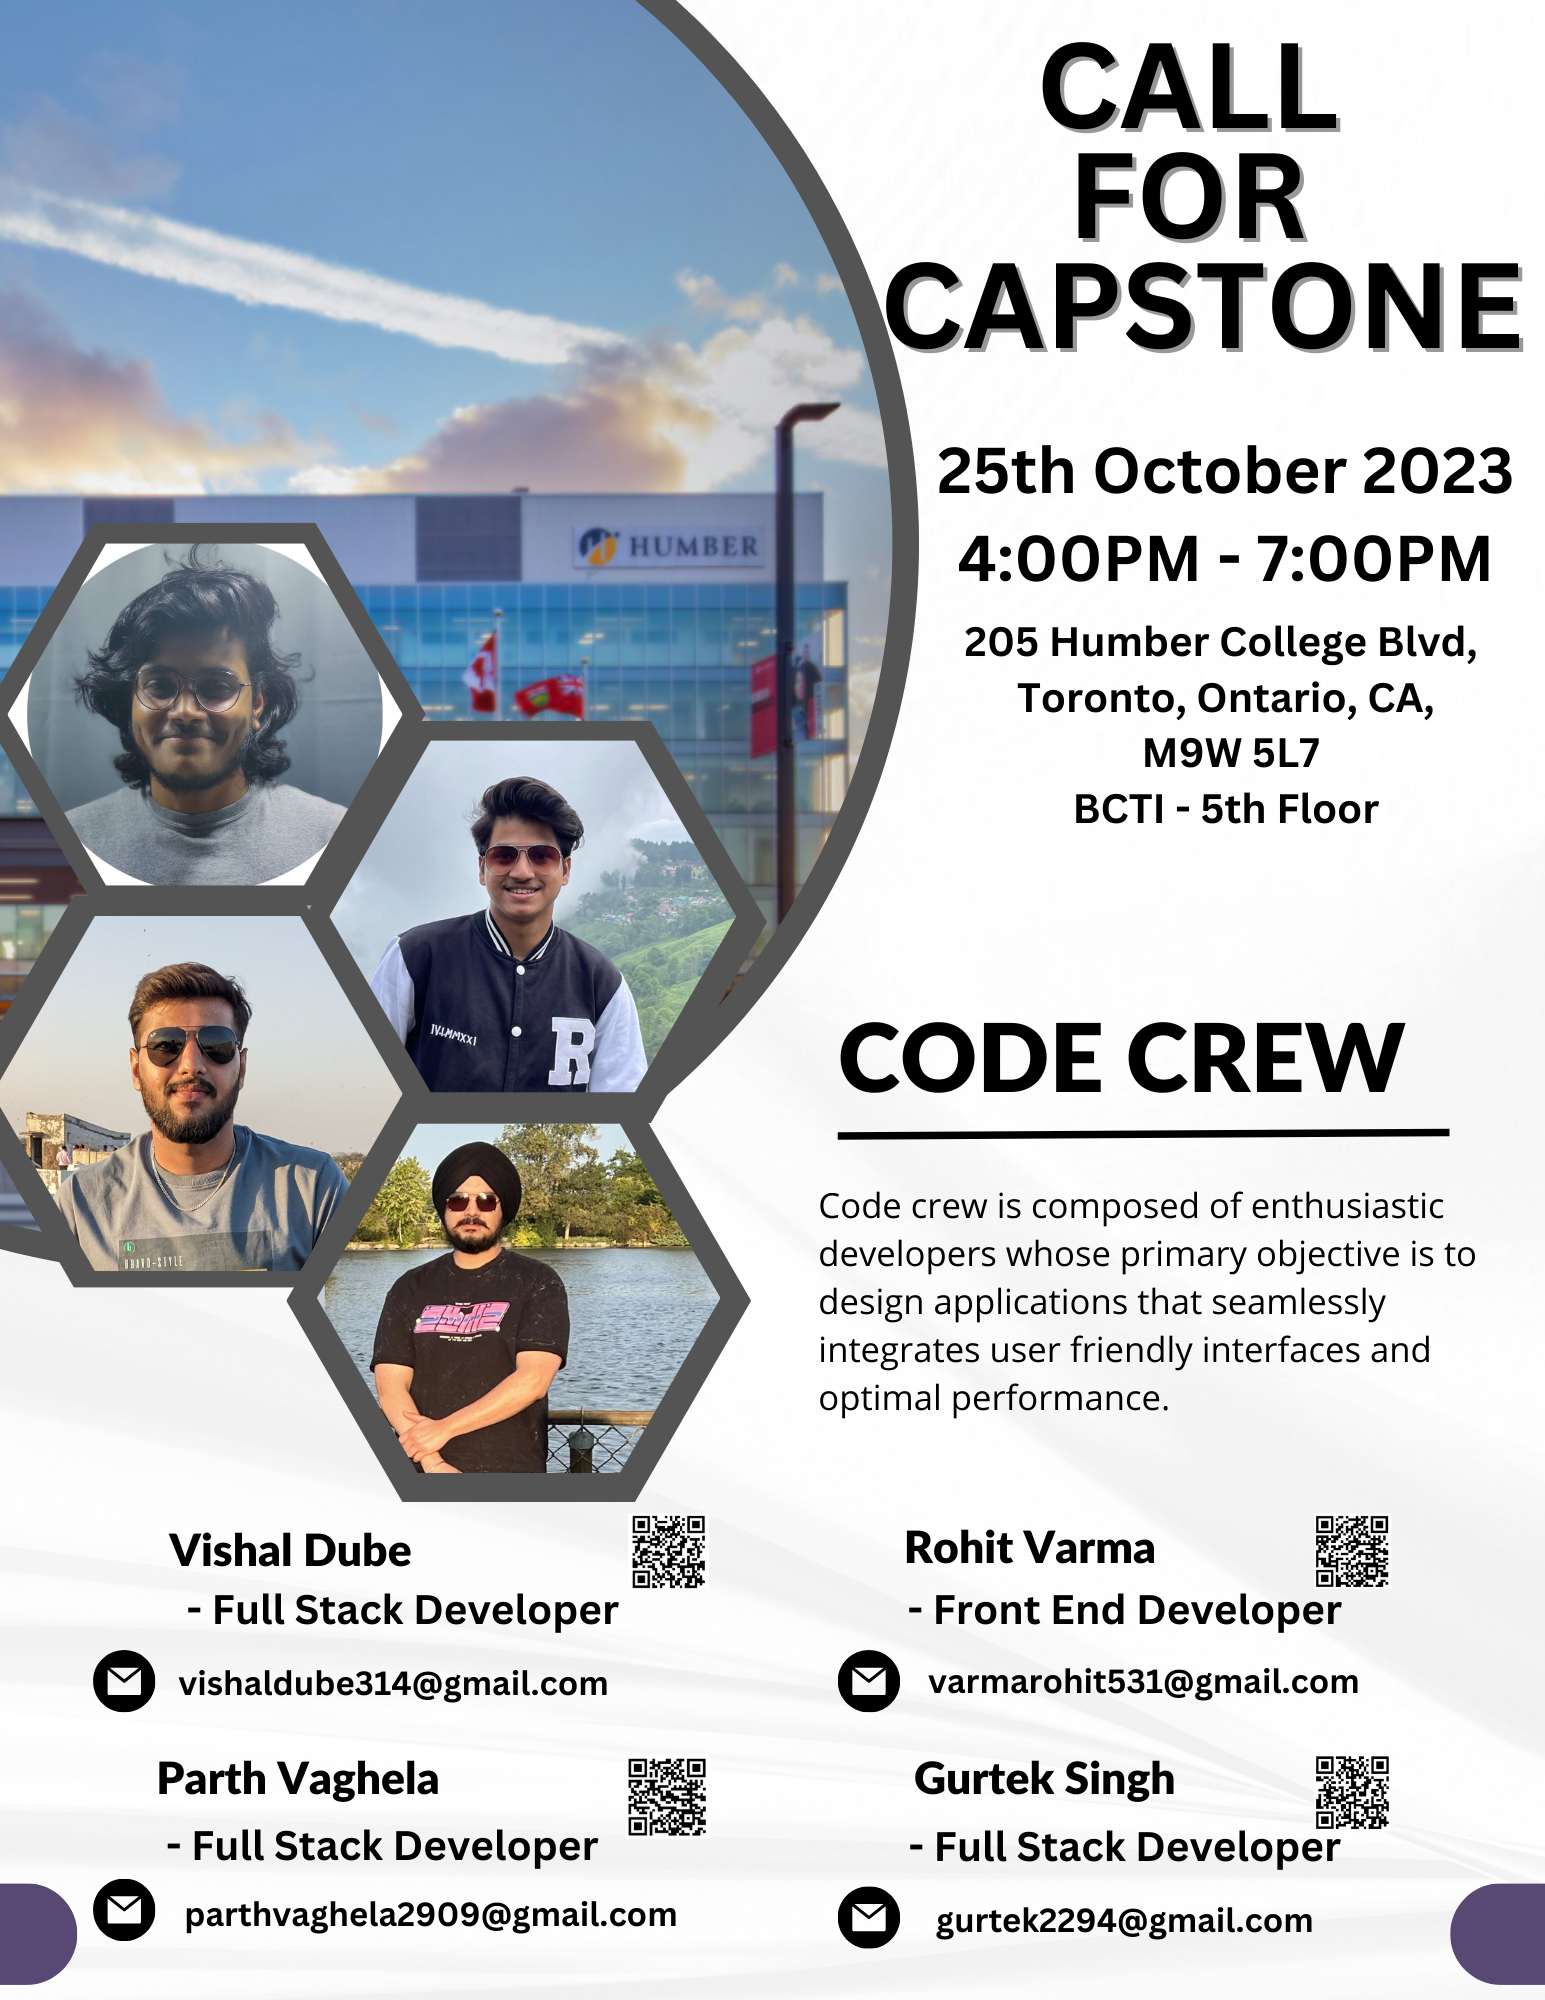 CALL
FOR
CAPSTONE
25th October 2023
4:00PM - 7:00PM
205 Humber College Blvd,
Toronto, Ontario, CA,
M9W 5L7
BCTI - 5th Floor
HUMBER
IV.I.MMXXI
R
BRAVO-STYLE
CODE CREW
Code crew is composed of enthusiastic
developers whose primary objective is to
design applications that seamlessly
integrates user friendly interfaces and
optimal performance.
Vishal Dube
- Full Stack Developer
vishaldube314@gmail.com
Rohit Varma
- Front End Developer
varmarohit531@gmail.com
Parth Vaghela
- Full Stack Developer
parthvaghela2909@gmail.com
Gurtek Singh
- Full Stack Developer
gurtek2294@gmail.com